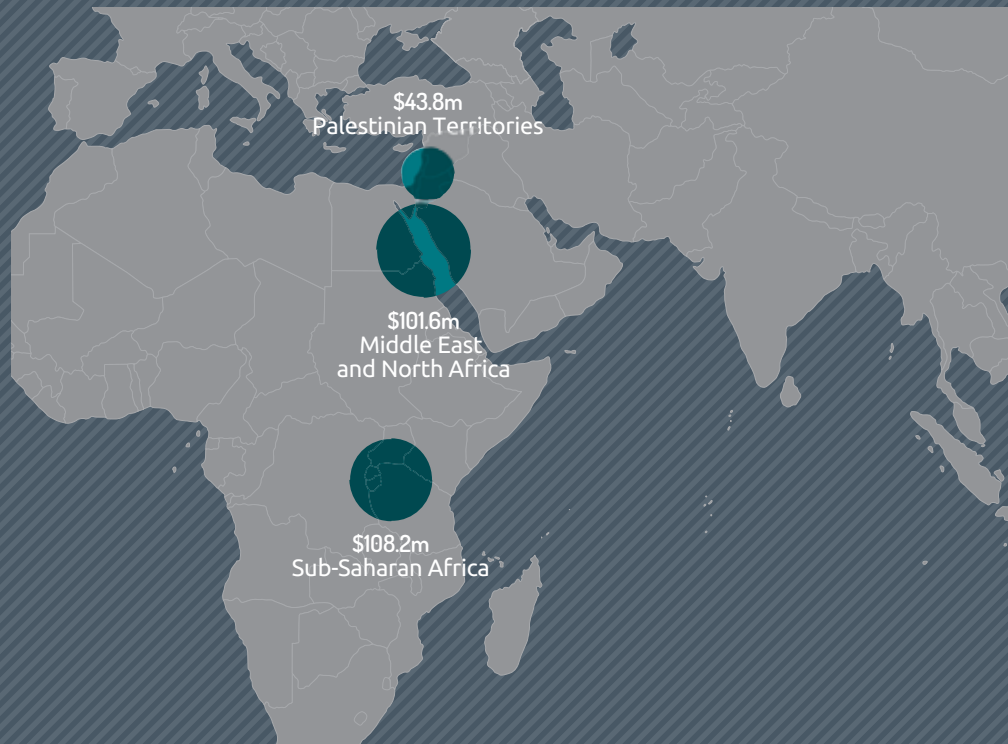 $43.8m
Palestinian Territories
$101.6m
Middle East
and North Africa
$108.2m
Sub-Saharan Africa